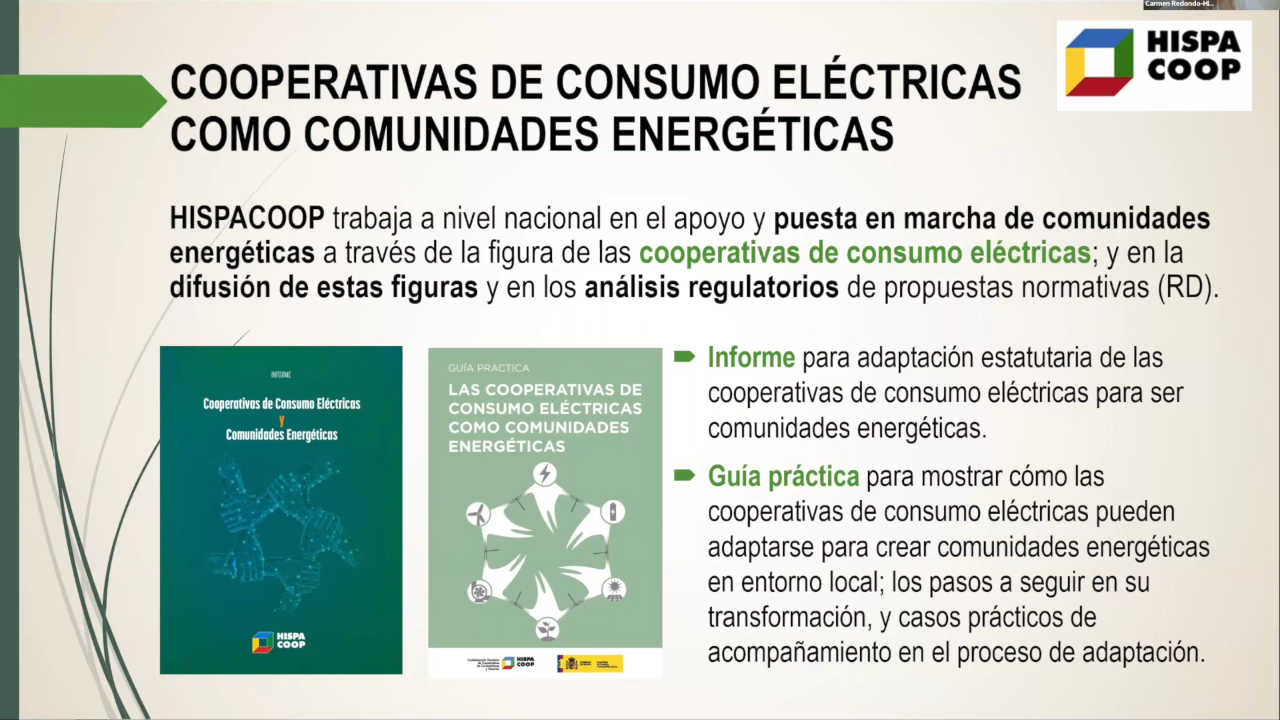 Carmen Redondo-Hi...
HISPA
COOP
COOPERATIVAS DE CONSUMO ELÉCTRICAS
COMO COMUNIDADES ENERGÉTICAS
HISPACOOP trabaja a nivel nacional en el apoyo y puesta en marcha de comunidades
energéticas a través de la figura de las cooperativas de consumo eléctricas; y en la
difusión de estas figuras y en los análisis regulatorios de propuestas normativas (RD).
INFORME
Cooperativas de Consumo Eléctricas
y
Comunidades Energéticas
HISPA
COOP
GUÍA PRÁCTICA
LAS COOPERATIVAS DE
CONSUMO ELÉCTRICAS
COMO COMUNIDADES
ENERGÉTICAS
HISPA
COOP
Informe para adaptación estatutaria de las
cooperativas de consumo eléctricas para ser
comunidades energéticas.
Guía práctica para mostrar cómo las
cooperativas de consumo eléctricas pueden
adaptarse para crear comunidades energéticas
en entorno local; los pasos a seguir en su
transformación, y casos prácticos de
acompañamiento en el proceso de adaptación.